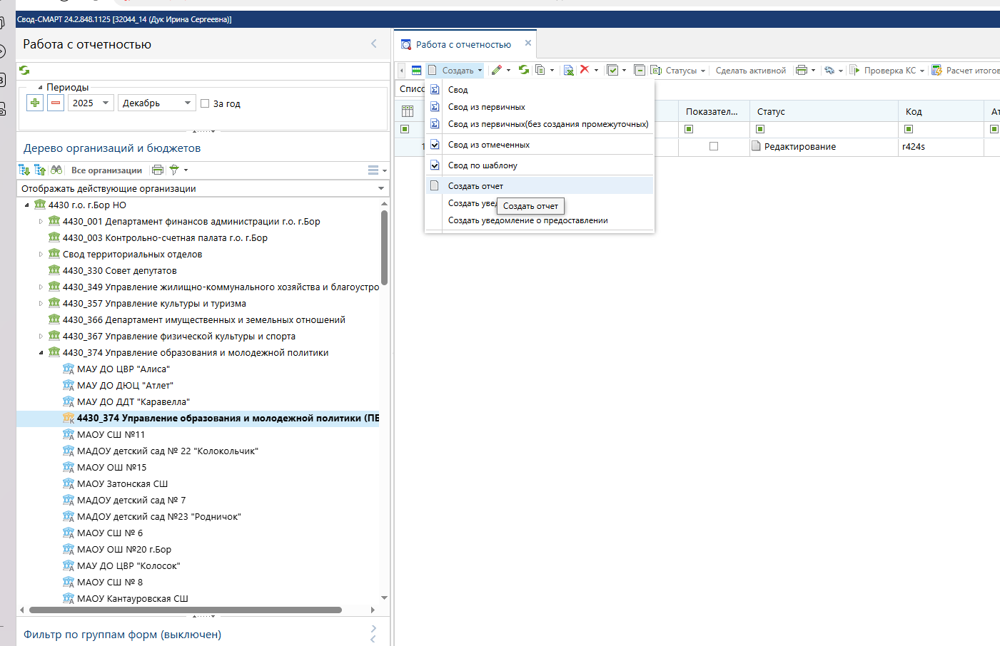 Свод-СМАРТ 24.2.848.1125 [32044_14 (Дук Ирина Сергеевна)]
Работа с отчетностью
Периоды
2025
Декабрь
За год
Дерево организаций и бюджетов
Все организации
Отображать действующие организации
4430 г.о. г.Бор НО
4430_001 Департамент финансов администрации г.о. г.Бор
4430_003 Контрольно-счетная палата г.о. г.Бор
Свод территориальных отделов
4430_330 Совет депутатов
4430_349 Управление жилищно-коммунального хозяйства и благоустро
4430_357 Управление культуры и туризма
4430_366 Департамент имущественных и земельных отношений
4430_367 Управление физической культуры и спорта
4430_374 Управление образования и молодежной политики
МАУ ДО ЦВР "Алиса"
МАУ ДО ДЮЦ "Атлет"
МАУ ДО ДДТ "Каравелла"
4430_374 Управление образования и молодежной политики (ПБ
МАОУ СШ №11
МАДОУ детский сад № 22 "Колокольчик"
МАОУ ОШ №15
МАОУ Затонская СШ
МАДОУ детский сад № 7
МАДОУ детский сад №23 "Родничок"
МАОУ СШ № 6
МАОУ ОШ №20 г.Бор
МАУ ДО ЦВР "Колосок"
МАОУ СШ № 8
МАОУ Кантауровская СШ
Фильтр по группам форм (выключен)
Работа с отчетностью
Создать
Статусы
Сделать активной
Проверка КС
Расчет итогов
Списо
Свод
Свод из первичных
Свод из первичных(без создания промежуточных)
Свод из отмеченных
Свод по шаблону
Создать отчет
Создать уве
Создать отчет
Создать уведомление о предоставлении
Показател...
Статус
Код
Ат
1
Редактирование
r424s